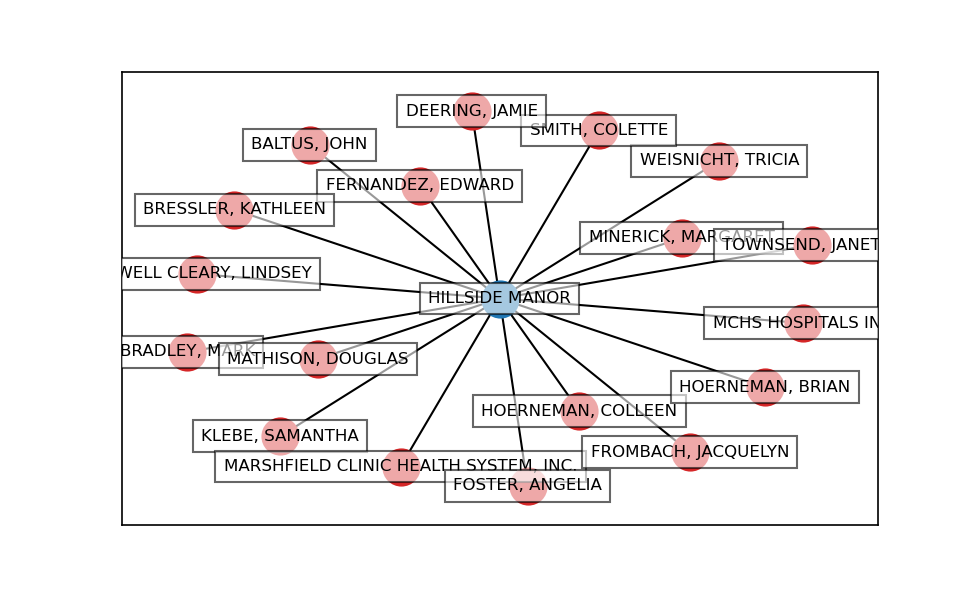 DEERING, JAMIE
SMITH, COLETTE
BALTUS, JOHN
WEISNICHT, TRICIA
FERNANDEZ, EDWARD
BRESSLER, KATHLEEN
MINERICK, MARGARET
TOWNSEND, JANET
WELL CLEARY, LINDSEY
HILLSIDE MANOR
MCHS HOSPITALS IN
BRADLEY, MARK
MATHISON, DOUGLAS
HOERNEMAN, BRIAN
HOERNEMAN, COLLEEN
KLEBE, SAMANTHA
FROMBACH, JACQUELYN
MARSHFIELD CLINIC HEALTH SYSTEM, INC.
FOSTER, ANGELIA